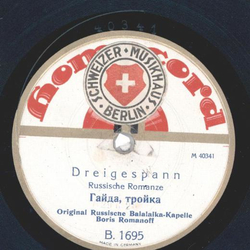 40341
Homocord
SCHWEIZER · MUSIKHAUS
· BERLIN ·
M 40341
Dreigespann
Russische Romanze
Гайда, тройка
Original Russische Balalaika-Kapelle
Boris Romanoff
B. 1695
MADE IN GERMANY